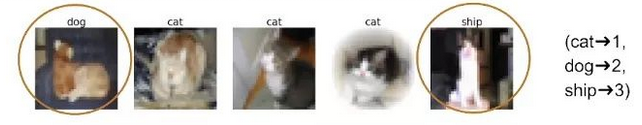 dog cat cat cat ship
(cat➔1,
dog➔2,
ship➔3)